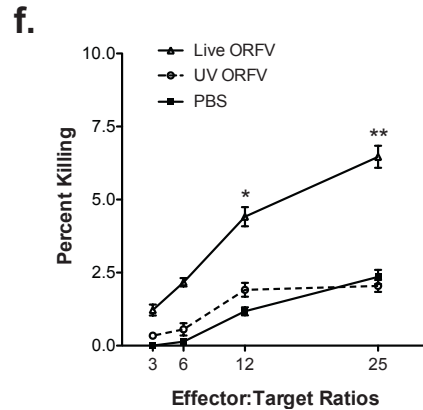 f.
Live ORFV
UV ORFV
PBS
10.0
7.5
5.0
2.5
0.0
Percent Killing
*
**
3 6 12 25
Effector:Target Ratios